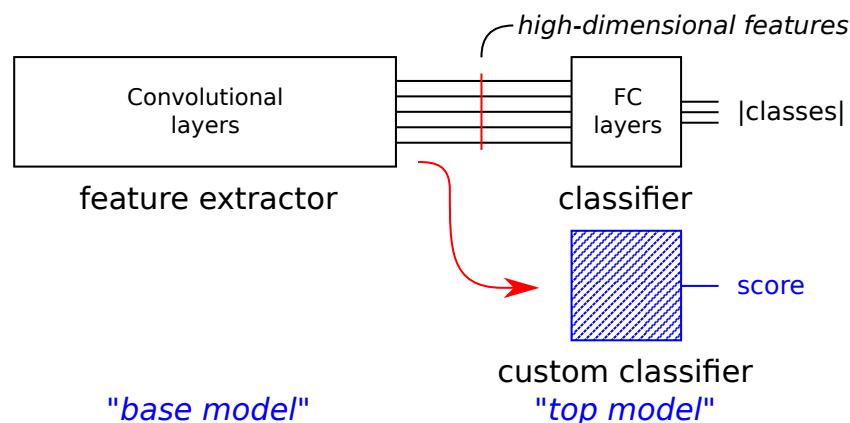 high-dimensional features
Convolutional
layers
FC
layers
|classes|
feature extractor
classifier
score
custom classifier
"base model"
"top model"